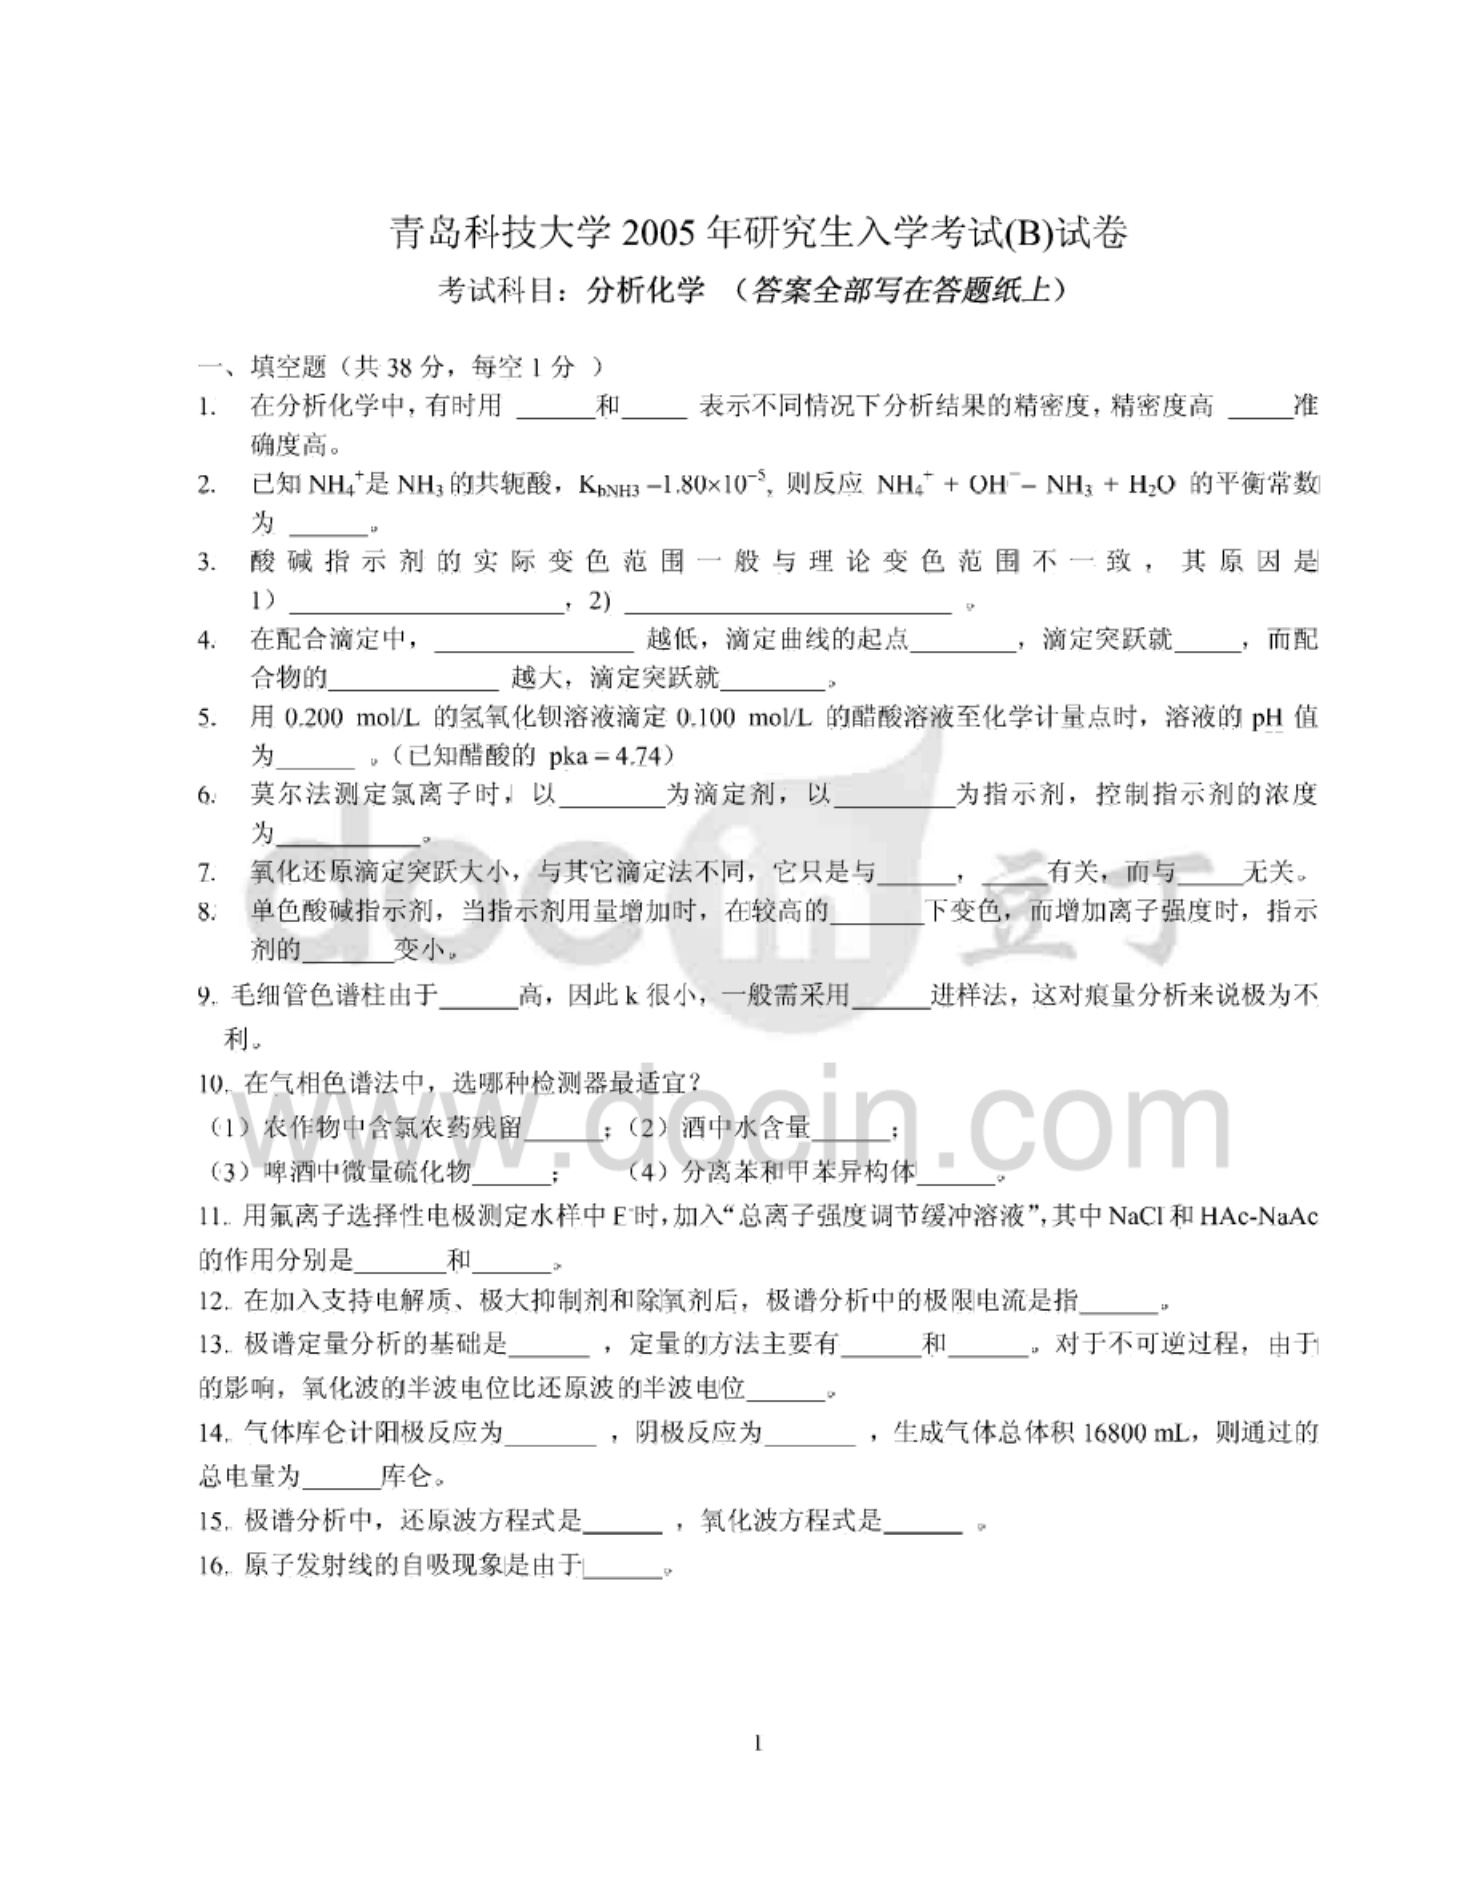 青岛科技大学 2005 年研究生入学考试(B)试卷
考试科目：分析化学 （答案全部写在答题纸上）
一、填空题（共 38 分，每空 1 分 ）
1. 在分析化学中，有时用 ______和_____ 表示不同情况下分析结果的精密度，精密度高 _____准
确度高。
2. 已知 NH₄⁺是 NH₃ 的共轭酸，KbNH3 –1.80×10⁻⁵, 则反应 NH₄⁺ + OH⁻ – NH₃ + H₂O 的平衡常数
为 ______。
3. 酸碱指示剂的实际变色范围一般与理论变色范围不一致，其原因是
1）_____________________，2) _________________________ 。
4. 在配合滴定中，_______________ 越低，滴定曲线的起点________，滴定突跃就_____，而配
合物的_____________ 越大，滴定突跃就________。
5. 用 0.200 mol/L 的氢氧化钡溶液滴定 0.100 mol/L 的醋酸溶液至化学计量点时，溶液的 pH 值
为______ 。（已知醋酸的 pka = 4.74）
6. 莫尔法测定氯离子时，以________为滴定剂，以_________为指示剂，控制指示剂的浓度
为___________。
7. 氧化还原滴定突跃大小，与其它滴定法不同，它只是与______，_____有关，而与_____无关。
8. 单色酸碱指示剂，当指示剂用量增加时，在较高的_______下变色，而增加离子强度时，指示
剂的_______变小。
9. 毛细管色谱柱由于______高，因此 k 很小，一般需采用______进样法，这对痕量分析来说极为不
利。
10. 在气相色谱法中，选哪种检测器最适宜？
（1）农作物中含氯农药残留______；（2）酒中水含量______；
（3）啤酒中微量硫化物______； （4）分离苯和甲苯异构体______。
11. 用氟离子选择性电极测定水样中 F⁻时，加入“总离子强度调节缓冲溶液”，其中 NaCl 和 HAc-NaAc
的作用分别是_______和______。
12. 在加入支持电解质、极大抑制剂和除氧剂后，极谱分析中的极限电流是指______。
13. 极谱定量分析的基础是______ ，定量的方法主要有______和______。对于不可逆过程，由于
的影响，氧化波的半波电位比还原波的半波电位______。
14. 气体库仑计阳极反应为_______ ，阴极反应为_______ ，生成气体总体积 16800 mL，则通过的
总电量为______库仑。
15. 极谱分析中，还原波方程式是______ ，氧化波方程式是______ 。
16. 原子发射线的自吸现象是由于______。
1
docin 豆丁
www.docin.com